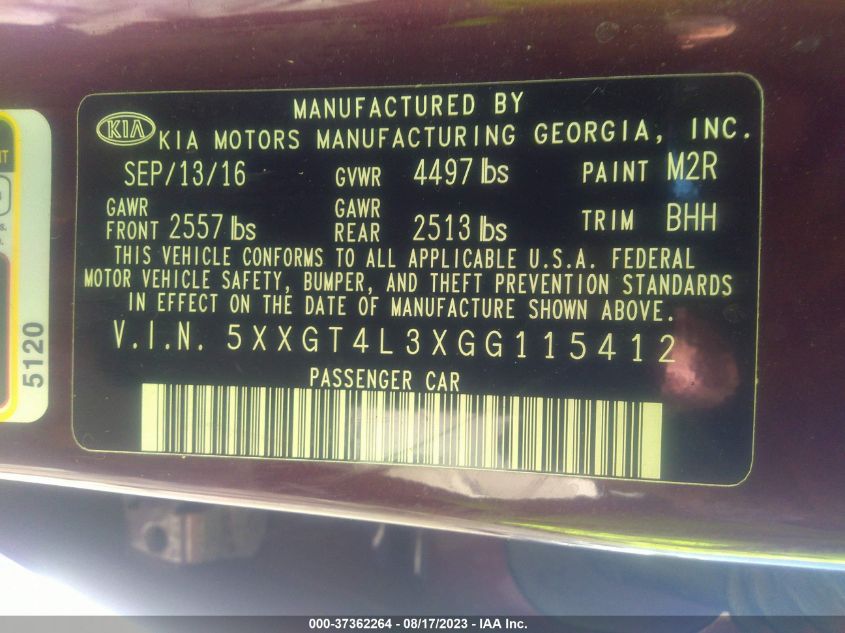 MANUFACTURED BY
KIA KIA MOTORS MANUFACTURING GEORGIA, INC.
SEP/13/16 GVWR 4497 lbs PAINT M2R
GAWR FRONT 2557 lbs GAWR REAR 2513 lbs TRIM BHH
THIS VEHICLE CONFORMS TO ALL APPLICABLE U.S.A. FEDERAL
MOTOR VEHICLE SAFETY, BUMPER, AND THEFT PREVENTION STANDARDS
IN EFFECT ON THE DATE OF MANUFACTURE SHOWN ABOVE.
V.I.N. 5XXGT4L3XGG115412
PASSENGER CAR
5120
000-37362264 - 08/17/2023 - IAA Inc.